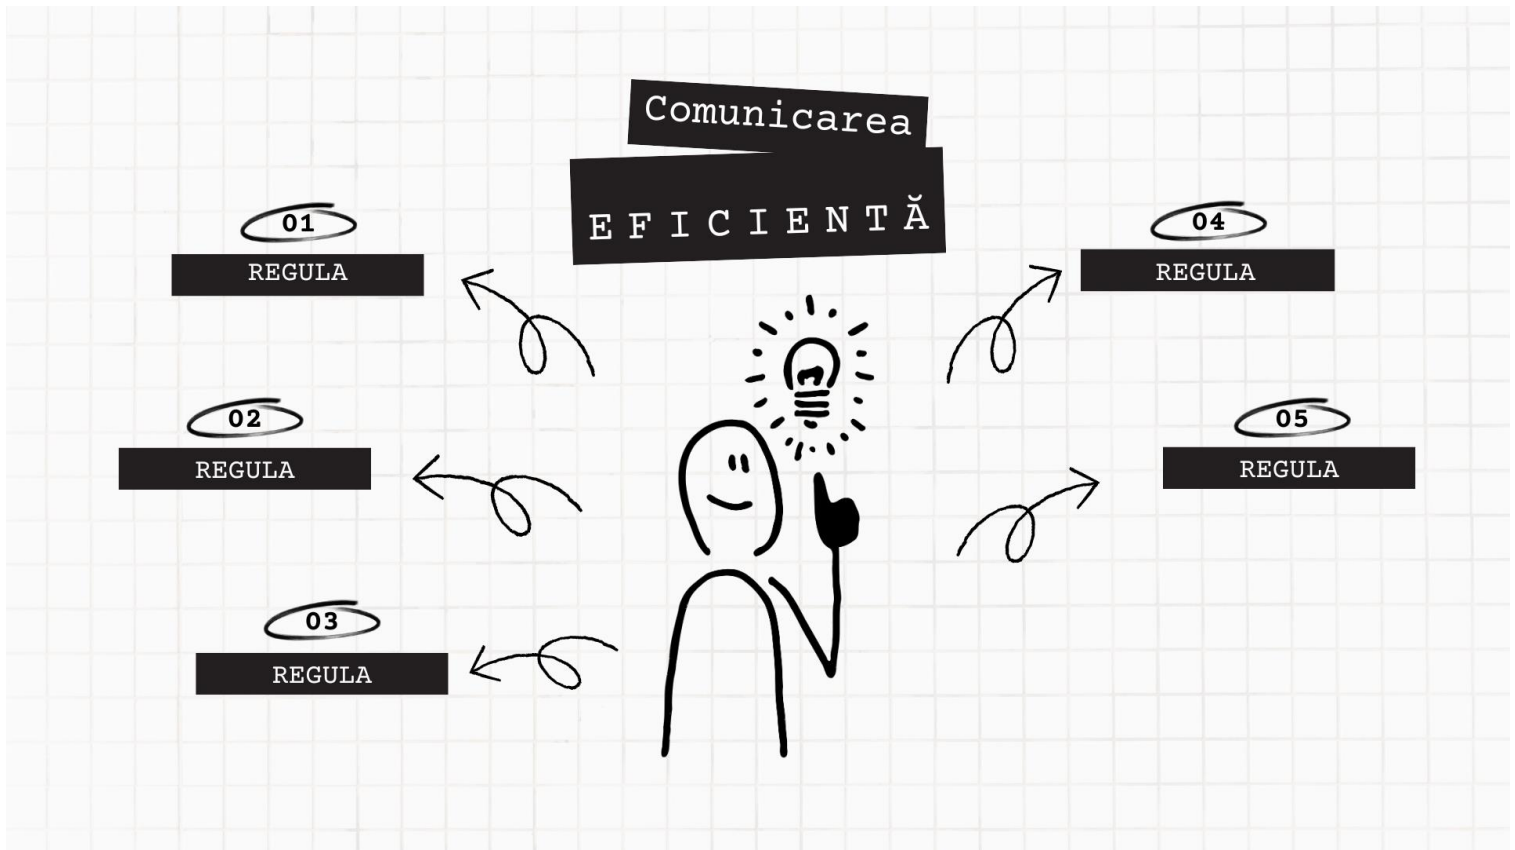 Comunicarea
EFICIENTĂ
01
REGULA
02
REGULA
03
REGULA
04
REGULA
05
REGULA